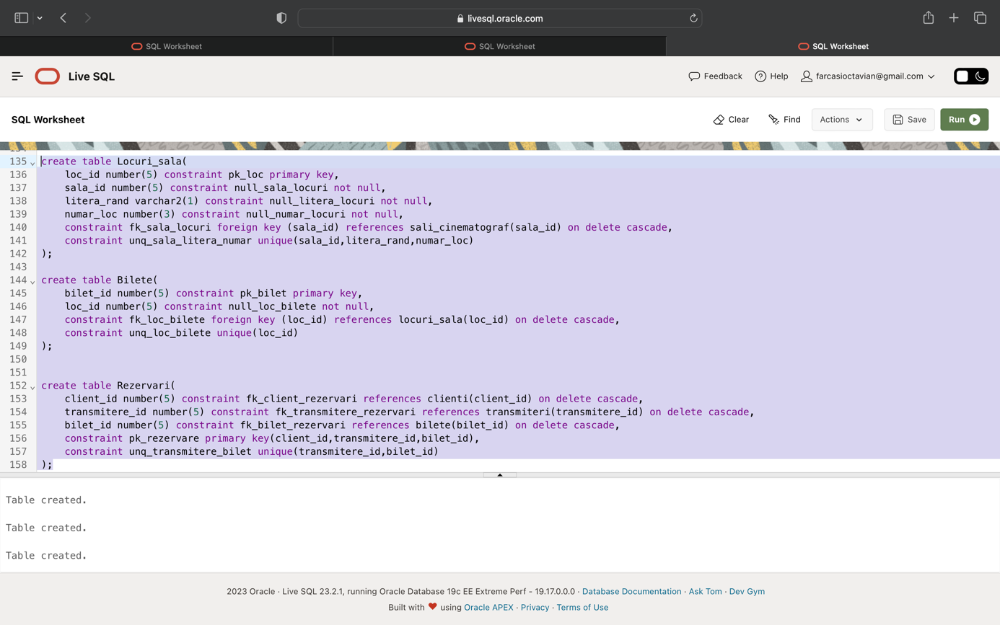 livesql.oracle.com
SQL Worksheet
SQL Worksheet
SQL Worksheet
Live SQL
Feedback
Help
farcasioctavian@gmail.com
SQL Worksheet
Clear
Find
Actions
Save
Run
134
135 create table Locuri_sala(
136 loc_id number(5) constraint pk_loc primary key,
137 sala_id number(5) constraint null_sala_locuri not null,
138 litera_rand varchar2(1) constraint null_litera_locuri not null,
139 numar_loc number(3) constraint null_numar_locuri not null,
140 constraint fk_sala_locuri foreign key (sala_id) references sali_cinematograf(sala_id) on delete cascade,
141 constraint unq_sala_litera_numar unique(sala_id,litera_rand,numar_loc)
142 );
143
144 create table Bilete(
145 bilet_id number(5) constraint pk_bilet primary key,
146 loc_id number(5) constraint null_loc_bilete not null,
147 constraint fk_loc_bilete foreign key (loc_id) references locuri_sala(loc_id) on delete cascade,
148 constraint unq_loc_bilete unique(loc_id)
149 );
150
151
152 create table Rezervari(
153 client_id number(5) constraint fk_client_rezervari references clienti(client_id) on delete cascade,
154 transmitere_id number(5) constraint fk_transmitere_rezervari references transmiteri(transmitere_id) on delete cascade,
155 bilet_id number(5) constraint fk_bilet_rezervari references bilete(bilet_id) on delete cascade,
156 constraint pk_rezervare primary key(client_id,transmitere_id,bilet_id),
157 constraint unq_transmitere_bilet unique(transmitere_id,bilet_id)
158 );
Table created.
Table created.
Table created.
2023 Oracle · Live SQL 23.2.1, running Oracle Database 19c EE Extreme Perf - 19.17.0.0.0 · Database Documentation · Ask Tom · Dev Gym
Built with ❤ using Oracle APEX · Privacy · Terms of Use